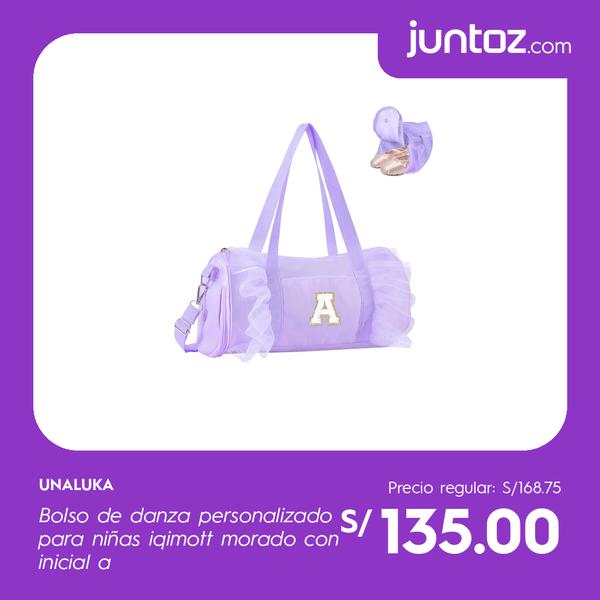 juntoz.com
A
UNALUKA
Precio regular: S/168.75
Bolso de danza personalizado
para niñas iqimott morado con
inicial a
S/135.00